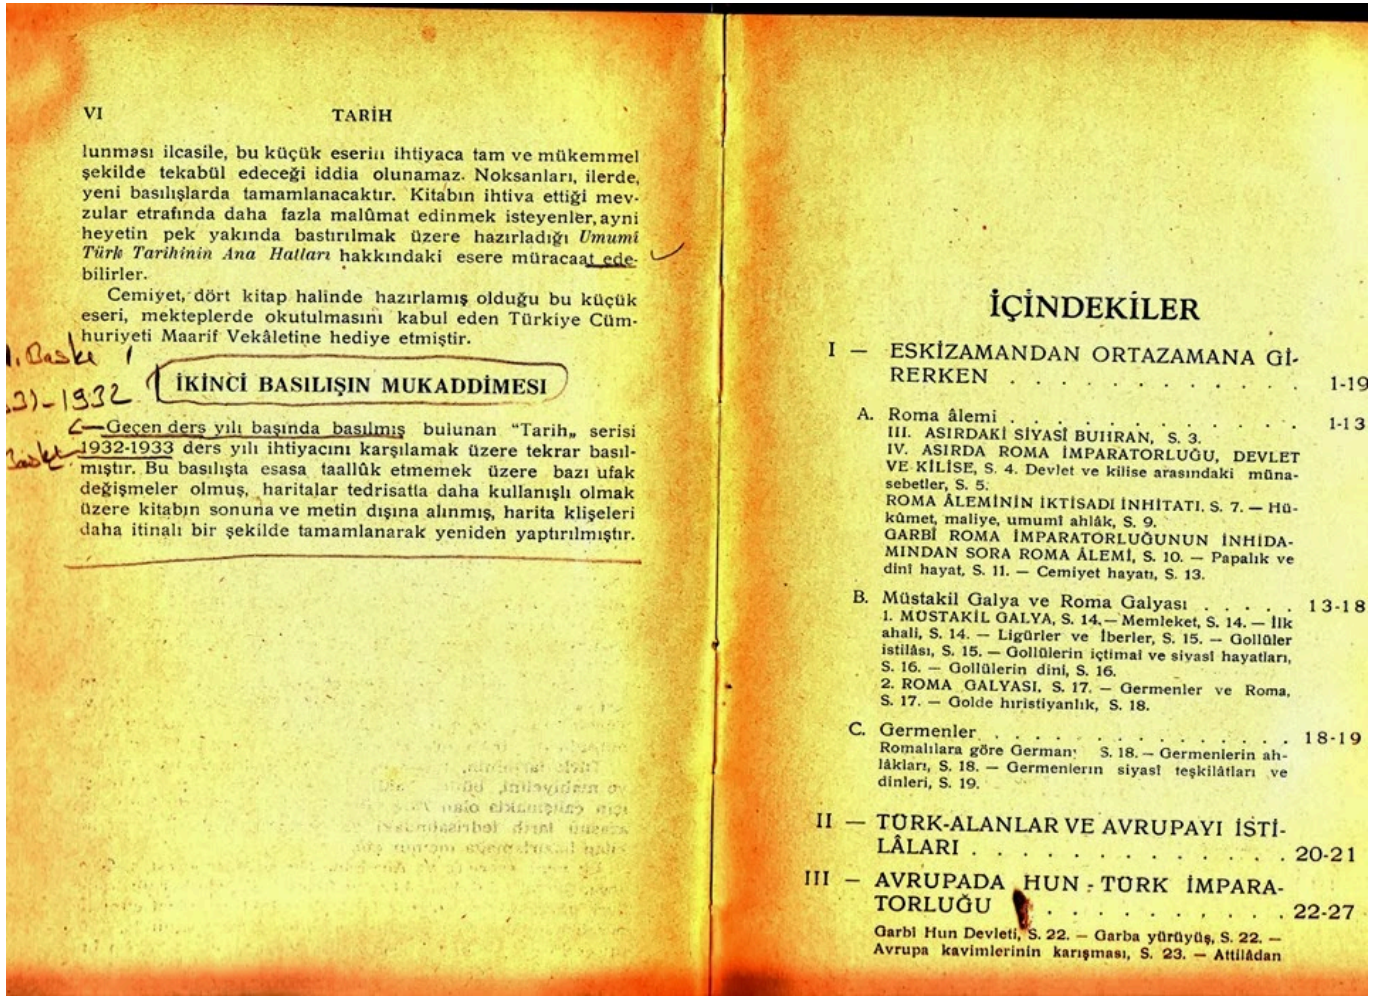 VI TARİH
lunması ilcasile, bu küçük eserin ihtiyaca tam ve mükemmel
şekilde tekabül edeceği iddia olunamaz. Noksanları, ilerde,
yeni basılışlarda tamamlanacaktır. Kitabın ihtiva ettiği mev-
zular etrafında daha fazla malûmat edinmek isteyenler, ayni
heyetin pek yakında bastırılmak üzere hazırladığı Umumî
Türk Tarihinin Ana Hatları hakkındaki esere müracaat ede-
bilirler.
Cemiyet, dört kitap halinde hazırlamış olduğu bu küçük
eseri, mekteplerde okutulmasını kabul eden Türkiye Cüm-
huriyeti Maarif Vekâletine hediye etmiştir.
Baskı
1932
İKİNCİ BASILIŞIN MUKADDİMESİ
Geçen ders yılı başında basılmış bulunan "Tarih„ serisi
1932-1933 ders yılı ihtiyacını karşılamak üzere tekrar basıl-
mıştır. Bu basılışta esasa taallûk etmemek üzere bazı ufak
değişmeler olmuş, haritalar tedrisatta daha kullanışlı olmak
üzere kitabın sonuna ve metin dışına alınmış, harita klişeleri
daha itinalı bir şekilde tamamlanarak yeniden yaptırılmıştır.
İÇİNDEKİLER
I — ESKİZAMANDAN ORTAZAMANA Gİ-
RERKEN . . . . . . . . . . . . 1-19
A. Roma âlemi . . . . . . . . . . . . 1-13
III. ASIRDAKİ SİYASÎ BUHRAN, S. 3.
IV. ASIRDA ROMA İMPARATORLUĞU, DEVLET
VE KİLİSE, S. 4. Devlet ve kilise arasındaki müna-
sebetler, S. 5.
ROMA ÂLEMİNİN İKTİSADÎ İNHİTATI, S. 7. — Hü-
kûmet, maliye, umumî ahlâk, S. 9.
GARBÎ ROMA İMPARATORLUĞUNUN İNHİDA-
MINDAN SORA ROMA ÂLEMİ, S. 10. — Papalık ve
dinî hayat, S. 11. — Cemiyet hayatı, S. 13.
B. Müstakil Galya ve Roma Galyası . . . . . 13-18
1. MÜSTAKİL GALYA, S. 14. — Memleket, S. 14. — İlk
ahali, S. 14. — Ligürler ve İberler, S. 15. — Gollüler
istilâsı, S. 15. — Gollülerin içtimaî ve siyasî hayatları,
S. 16. — Gollülerin dini, S. 16.
2. ROMA GALYASI, S. 17. — Germenler ve Roma,
S. 17. — Golde hıristiyanlık, S. 18.
C. Germenler . . . . . . . . . . . . 18-19
Romalılara göre German S. 18. — Germenlerin ah-
lâkları, S. 18. — Germenlerin siyasî teşkilâtları ve
dinleri, S. 19.
II — TÜRK-ALANLAR VE AVRUPAYI İSTİ-
LÂLARI . . . . . . . . . . . . 20-21
III — AVRUPADA HUN - TÜRK İMPARA-
TORLUĞU . . . . . . . . . . . 22-27
Garbî Hun Devleti, S. 22. — Garba yürüyüş, S. 22. —
Avrupa kavimlerinin karışması, S. 23. — Attilâdan